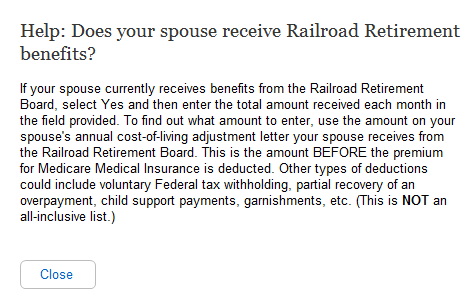 Help: Does your spouse receive Railroad Retirement
benefits?
If your spouse currently receives benefits from the Railroad Retirement
Board, select Yes and then enter the total amount received each month in
the field provided. To find out what amount to enter, use the amount on your
spouse's annual cost-of-living adjustment letter your spouse receives from
the Railroad Retirement Board. This is the amount BEFORE the premium
for Medicare Medical Insurance is deducted. Other types of deductions
could include voluntary Federal tax withholding, partial recovery of an
overpayment, child support payments, garnishments, etc. (This is NOT an
all-inclusive list.)
Close